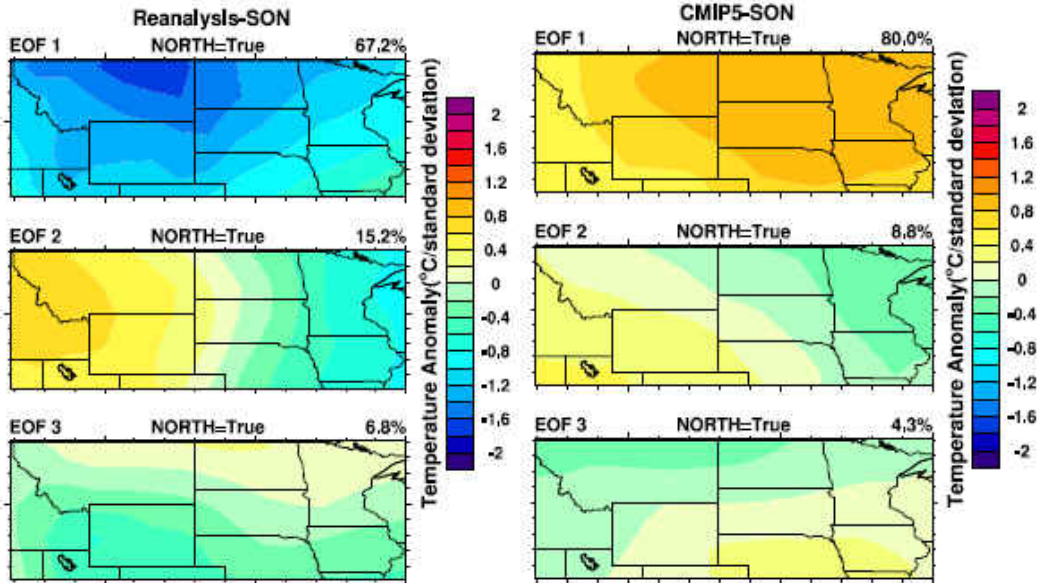 Reanalysis-SON
EOF 1 NORTH=True 67.2%
EOF 2 NORTH=True 15.2%
EOF 3 NORTH=True 6.8%
2
1.6
1.2
0.8
0.4
0
-0.4
-0.8
-1.2
-1.6
-2
Temperature Anomaly(°C/standard deviation)
CMIP5-SON
EOF 1 NORTH=True 80.0%
EOF 2 NORTH=True 8.8%
EOF 3 NORTH=True 4.3%
2
1.6
1.2
0.8
0.4
0
-0.4
-0.8
-1.2
-1.6
-2
Temperature Anomaly(°C/standard deviation)